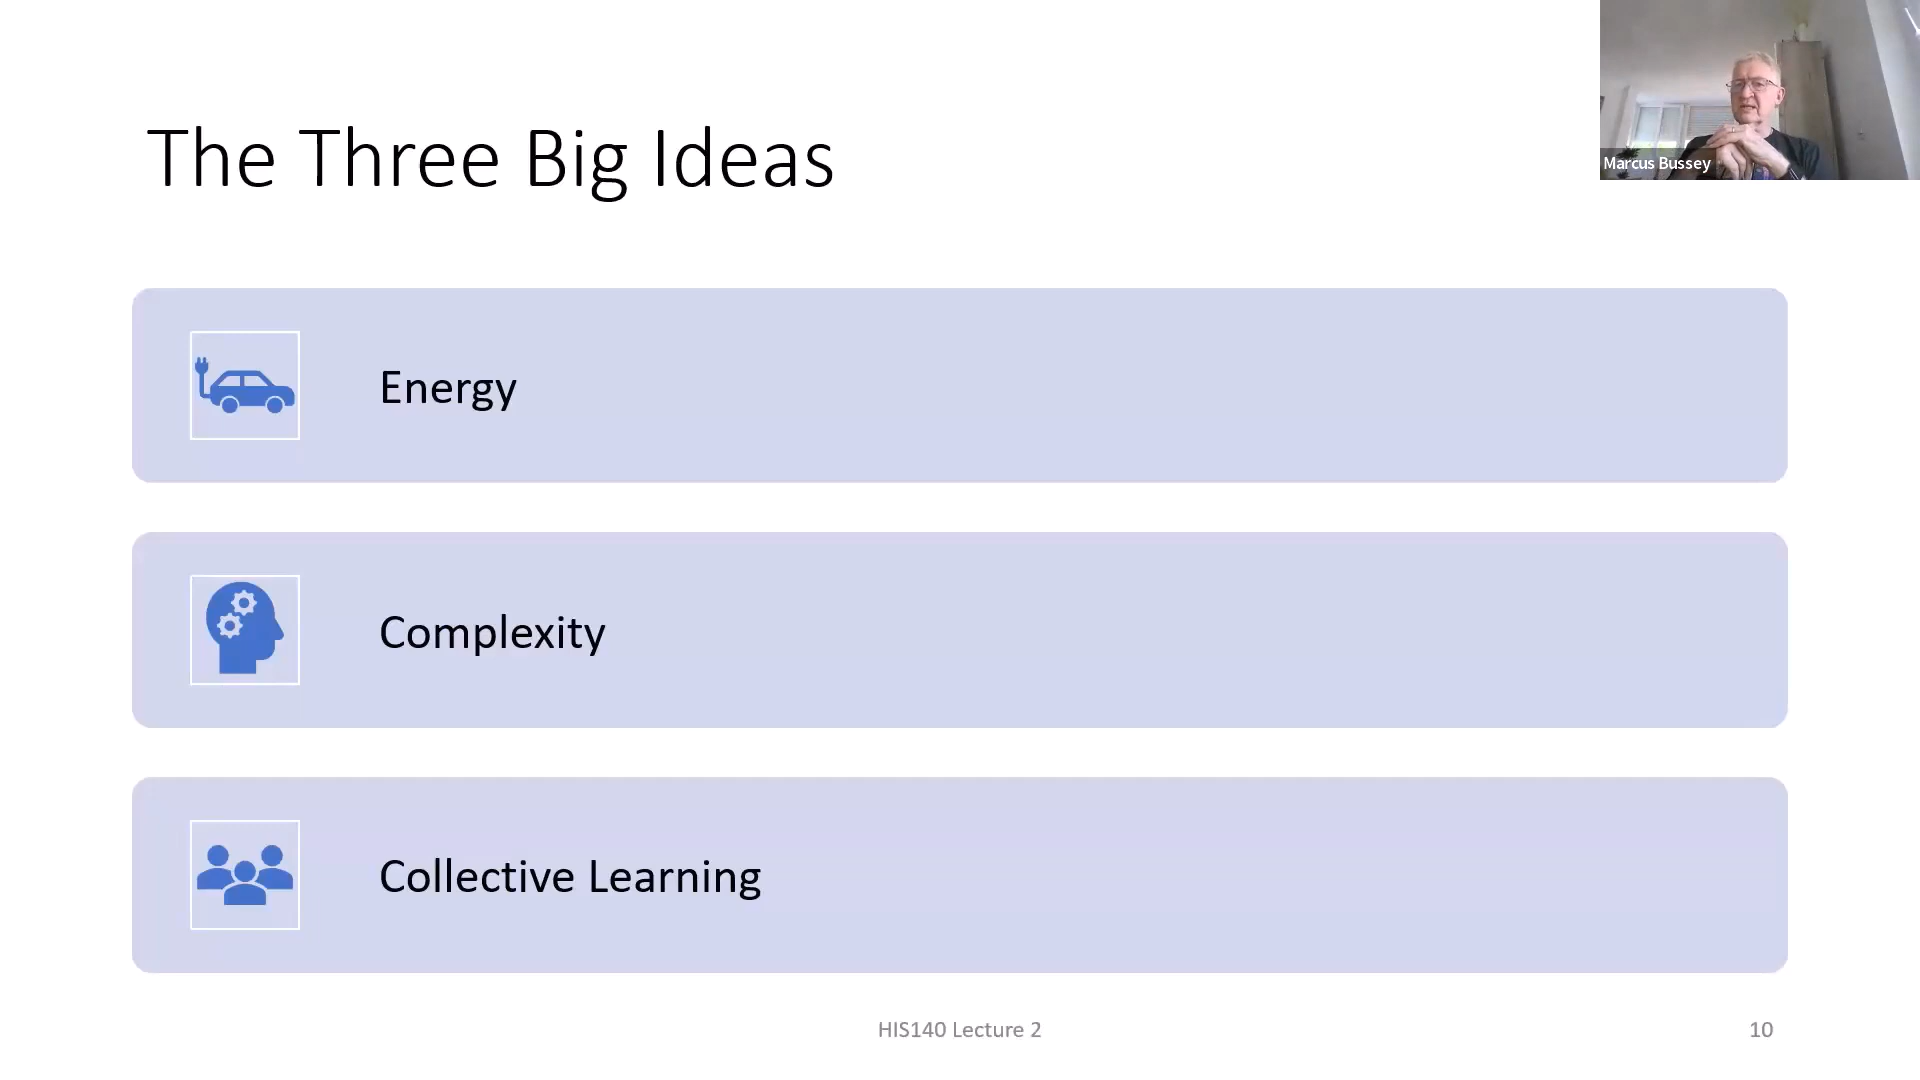 The Three Big Ideas
Marcus Bussey
Energy
Complexity
Collective Learning
HIS140 Lecture 2
10